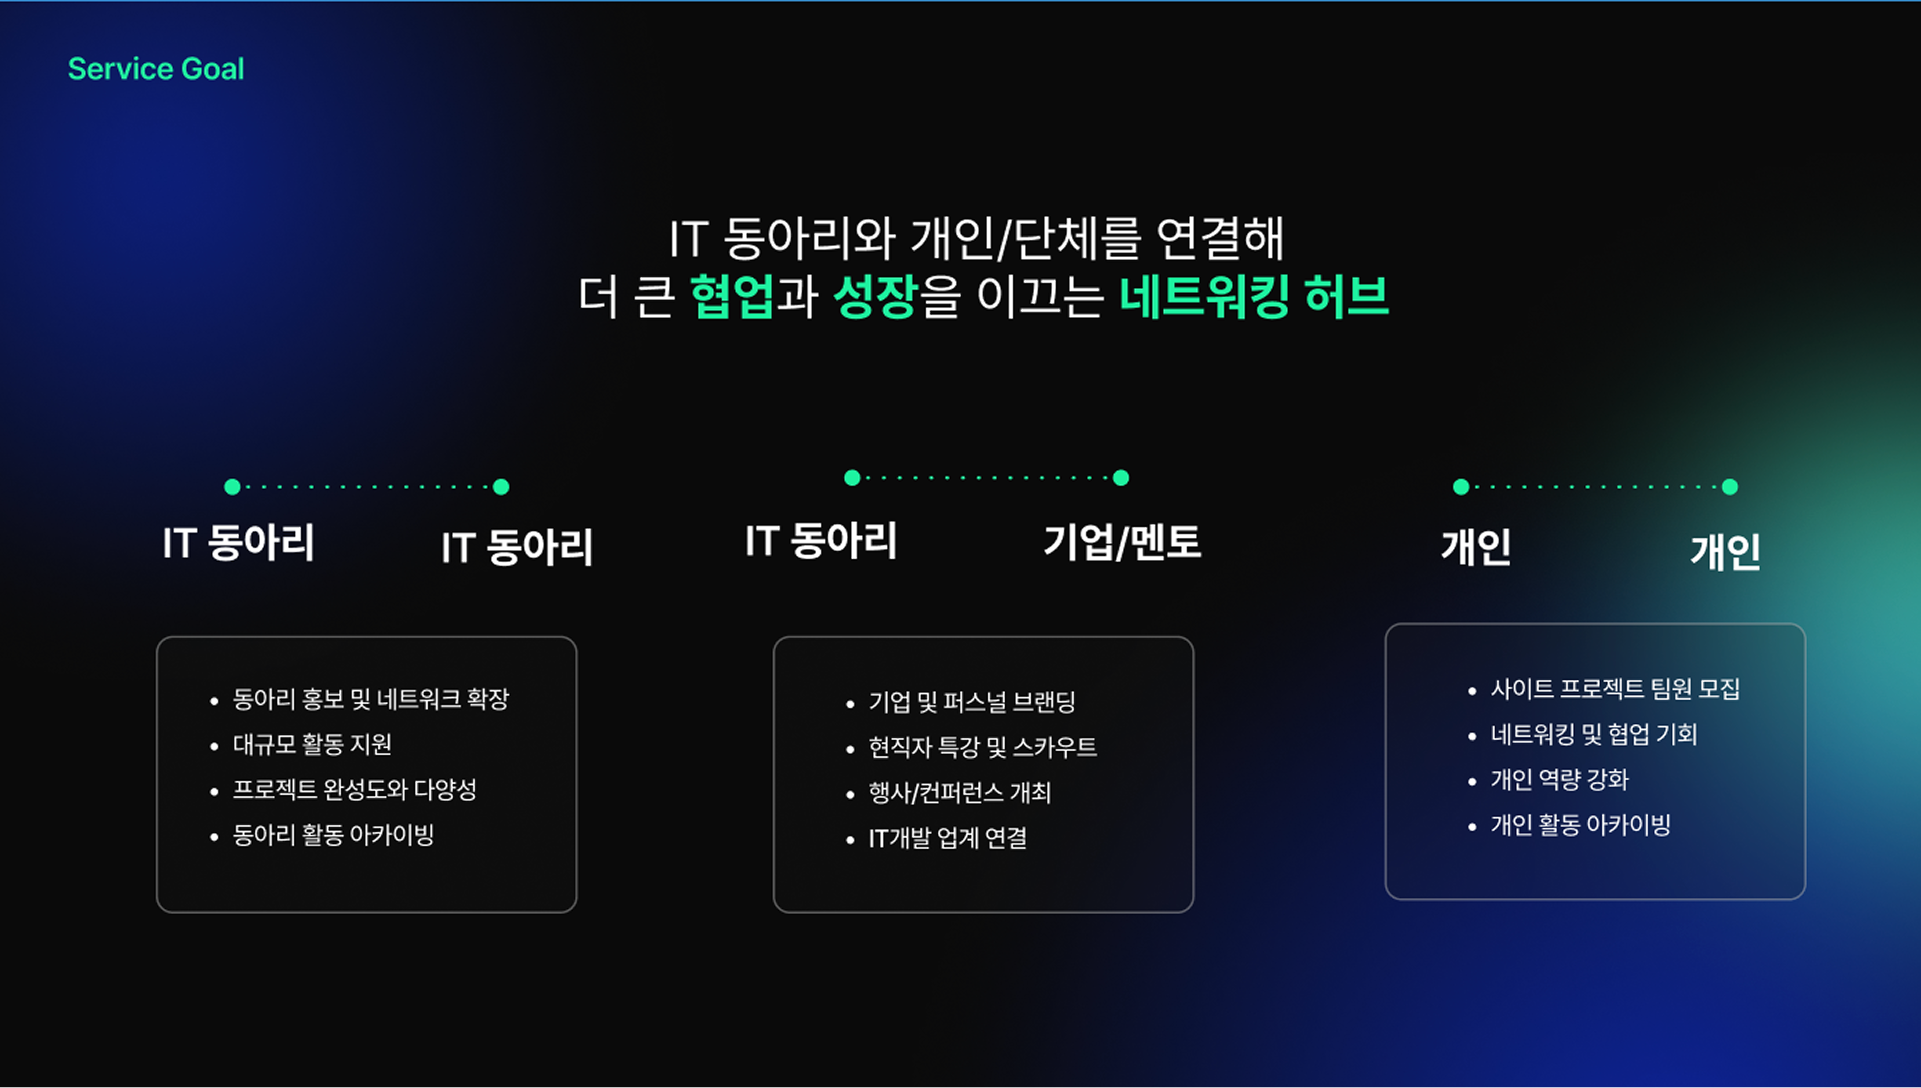 Service Goal
IT 동아리와 개인/단체를 연결해
더 큰 협업과 성장을 이끄는 네트워킹 허브
IT 동아리
IT 동아리
• 동아리 홍보 및 네트워크 확장
• 대규모 활동 지원
• 프로젝트 완성도와 다양성
• 동아리 활동 아카이빙
IT 동아리
기업/멘토
• 기업 및 퍼스널 브랜딩
• 현직자 특강 및 스카우트
• 행사/컨퍼런스 개최
• IT개발 업계 연결
개인
개인
• 사이트 프로젝트 팀원 모집
• 네트워킹 및 협업 기회
• 개인 역량 강화
• 개인 활동 아카이빙